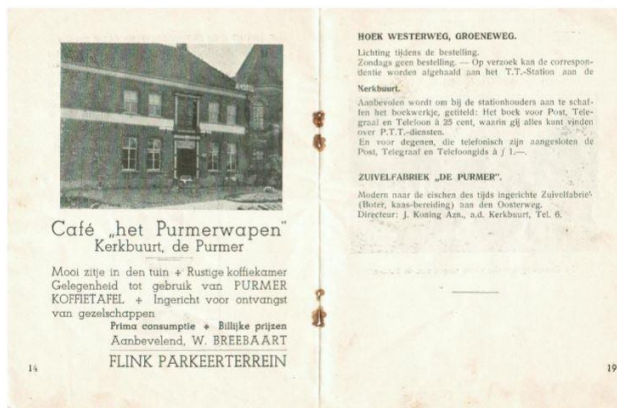 Café „het Purmerwapen"
Kerkbuurt, de Purmer
Mooi zitje in den tuin + Rustige koffiekamer
Gelegenheid tot gebruik van PURMER
KOFFIETAFEL + Ingericht voor ontvangst
van gezelschappen
Prima consumptie + Billijke prijzen
Aanbevelend, W. BREEBAART
FLINK PARKEERTERREIN
14
HOEK WESTERWEG, GROENEWEG.
Lichting tijdens de bestelling.
Zondags geen bestelling. — Op verzoek kan de correspon-
dentie worden afgehaald aan het T.T.-Station aan de
Kerkbuurt.
Aanbevolen wordt om bij de stationhouders aan te schaf-
fen het boekwerkje, getiteld: Het boek voor Post, Tele-
graaf en Telefoon à 25 cent, waarin gij alles kunt vinden
over P.T.T.-diensten.
En voor degenen, die telefonisch zijn aangesloten de
Post, Telegraaf en Telefoongids à ƒ 1.—.
ZUIVELFABRIEK „DE PURMER".
Modern naar de eischen des tijds ingerichte Zuivelfabriek
(Boter, kaas-bereiding) aan den Oosterweg.
Directeur: J. Koning Azn., a.d. Kerkbuurt, Tel. 6.
19